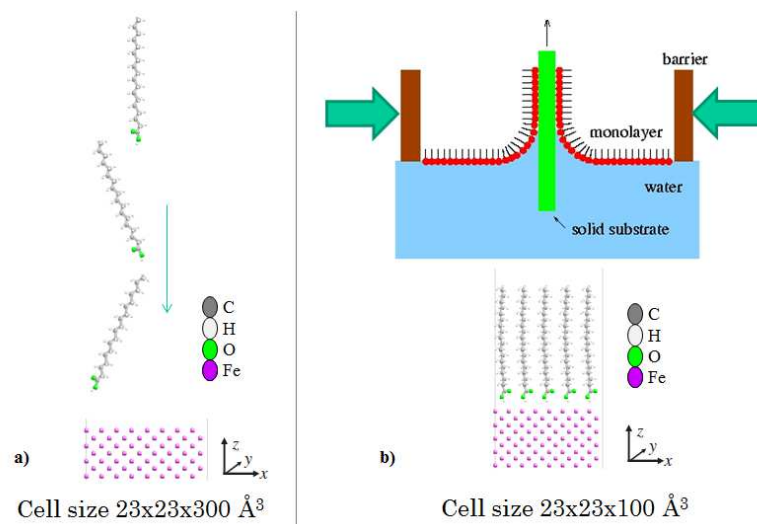 C
H
O
Fe
a)
z
y
x
Cell size 23x23x300 Å³
barrier
monolayer
water
solid substrate
C
H
O
Fe
b)
z
y
x
Cell size 23x23x100 Å³